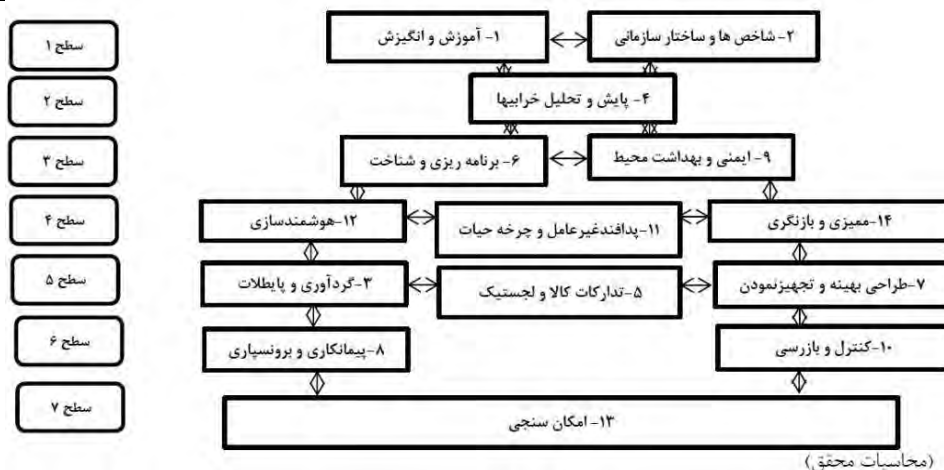 سطح ۱
۲- شاخص ها و ساختار سازمانی
۱- آموزش و انگیزش
سطح ۲
۴- پایش و تحلیل خرابیها
سطح ۳
۹- ایمنی و بهداشت محیط
۶- برنامه ریزی و شناخت
سطح ۴
۱۴-ممیزی و بازنگری
۱۱-پدافندغیرعامل و چرخه حیات
۱۲-هوشمندسازی
سطح ۵
۷-طراحی بهینه و تجهیزنمودن
۵-تدارکات کالا و لجستیک
۳-گردآوری و پایطلات
سطح ۶
۱۰-کنترل و بازرسی
۸-پیمانکاری و برونسپاری
سطح ۷
۱۳- امکان سنجی
(محاسبات محقق)